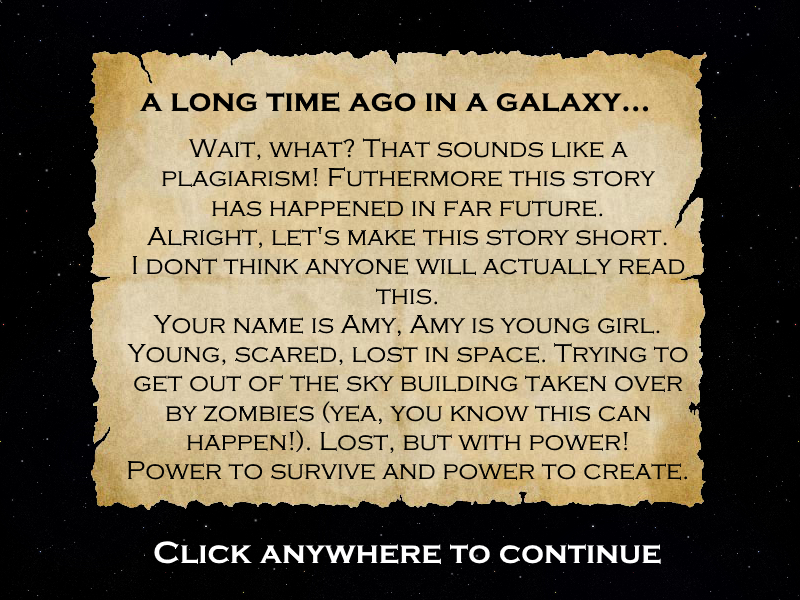 A LONG TIME AGO IN A GALAXY...
WAIT, WHAT? THAT SOUNDS LIKE A
PLAGIARISM! FUTHERMORE THIS STORY
HAS HAPPENED IN FAR FUTURE.
ALRIGHT, LET'S MAKE THIS STORY SHORT.
I DONT THINK ANYONE WILL ACTUALLY READ
THIS.
YOUR NAME IS AMY, AMY IS YOUNG GIRL.
YOUNG, SCARED, LOST IN SPACE. TRYING TO
GET OUT OF THE SKY BUILDING TAKEN OVER
BY ZOMBIES (YEA, YOU KNOW THIS CAN
HAPPEN!). LOST, BUT WITH POWER!
POWER TO SURVIVE AND POWER TO CREATE.
CLICK ANYWHERE TO CONTINUE